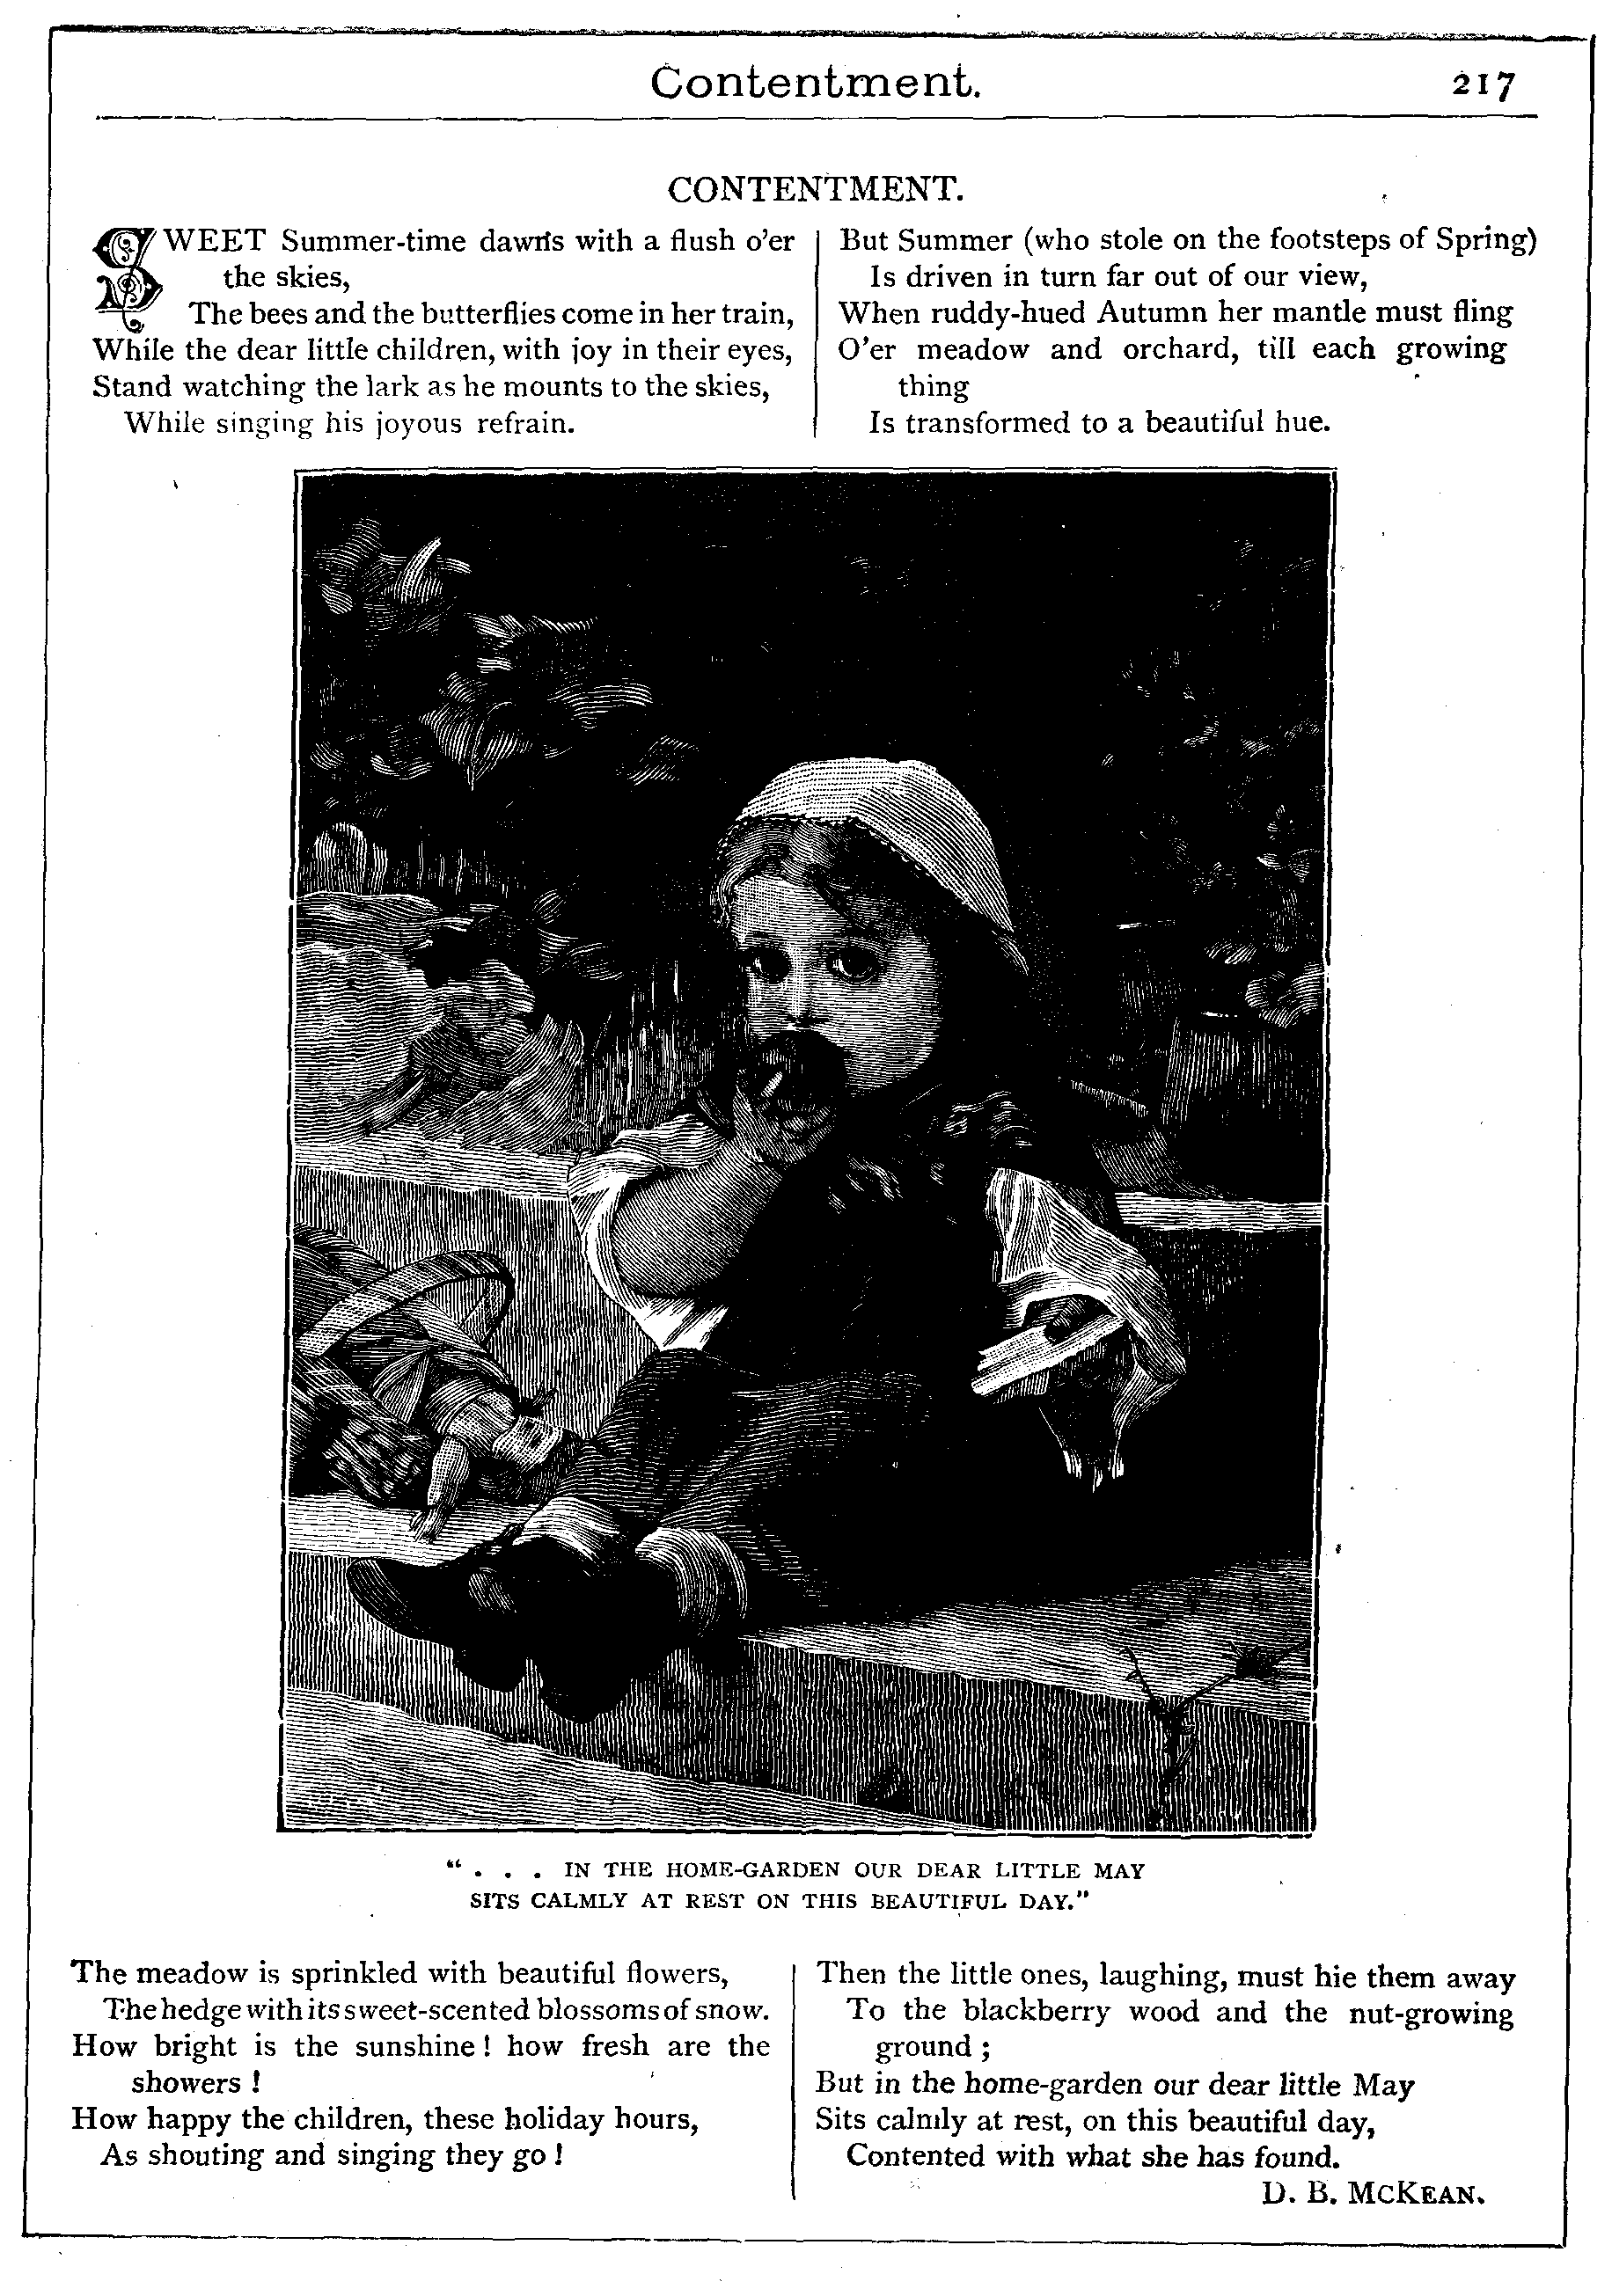 Contentment. 217
CONTENTMENT.
SWEET Summer-time dawns with a flush o'er
the skies,
The bees and the butterflies come in her train,
While the dear little children, with joy in their eyes,
Stand watching the lark as he mounts to the skies,
While singing his joyous refrain.
The meadow is sprinkled with beautiful flowers,
The hedge with its sweet-scented blossoms of snow.
How bright is the sunshine! how fresh are the
showers!
How happy the children, these holiday hours,
As shouting and singing they go!
But Summer (who stole on the footsteps of Spring)
Is driven in turn far out of our view,
When ruddy-hued Autumn her mantle must fling
O'er meadow and orchard, till each growing
thing
Is transformed to a beautiful hue.
Then the little ones, laughing, must hie them away
To the blackberry wood and the nut-growing
ground;
But in the home-garden our dear little May
Sits calmly at rest, on this beautiful day,
Contented with what she has found.
D. B. MCKEAN.
". . . IN THE HOME-GARDEN OUR DEAR LITTLE MAY
SITS CALMLY AT REST ON THIS BEAUTIFUL DAY."